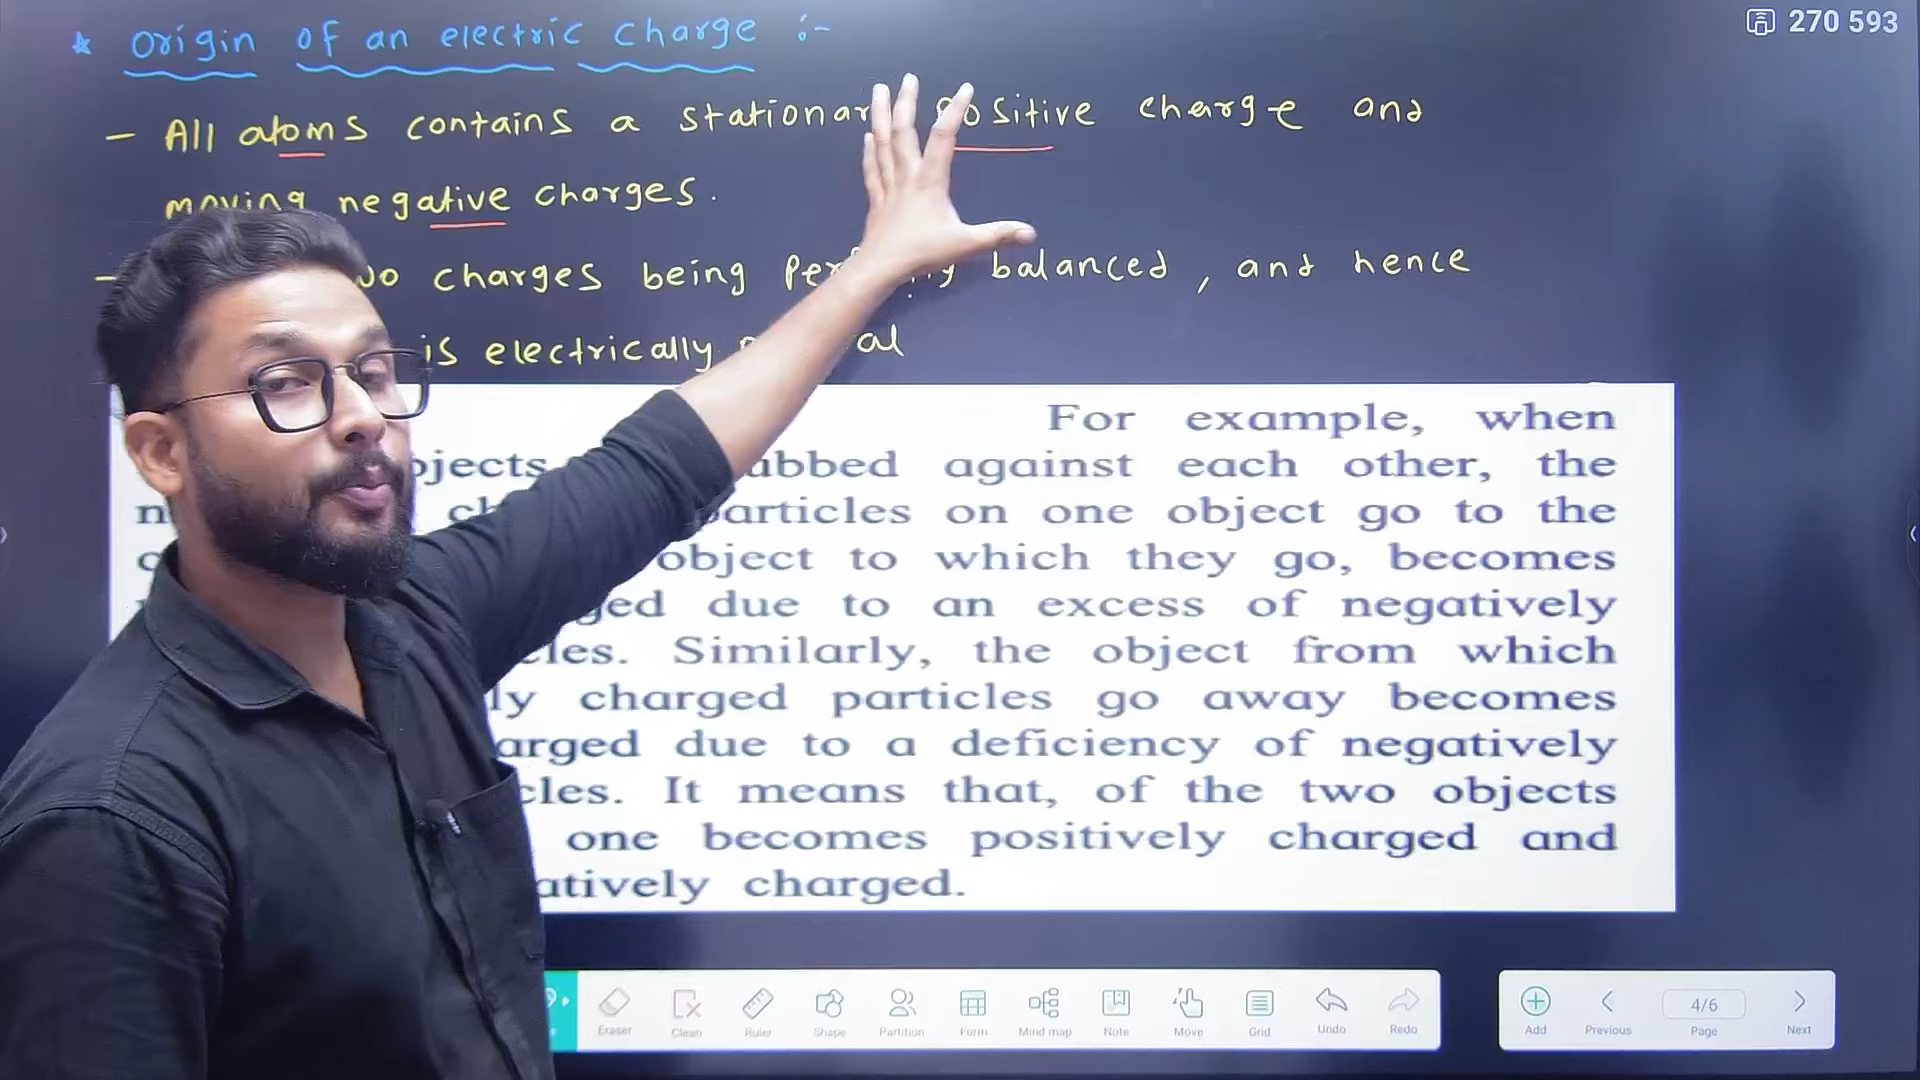 270 593
* Origin of an electric charge :-
- All atoms contains a positive charge and
moving negative charges.
- charges being balanced, and hence
is electrically
For example, when
against each other, the
particles on one object go to the
object to which they go, becomes
due to an excess of negatively
Similarly, the object from which
charged particles go away becomes
due to a deficiency of negatively
It means that, of the two objects
one becomes positively charged and
charged.
Eraser Clean Ruler Shape Partition Form Mind map Note Move Grid Undo Redo
Add Previous 4/6 Page Next